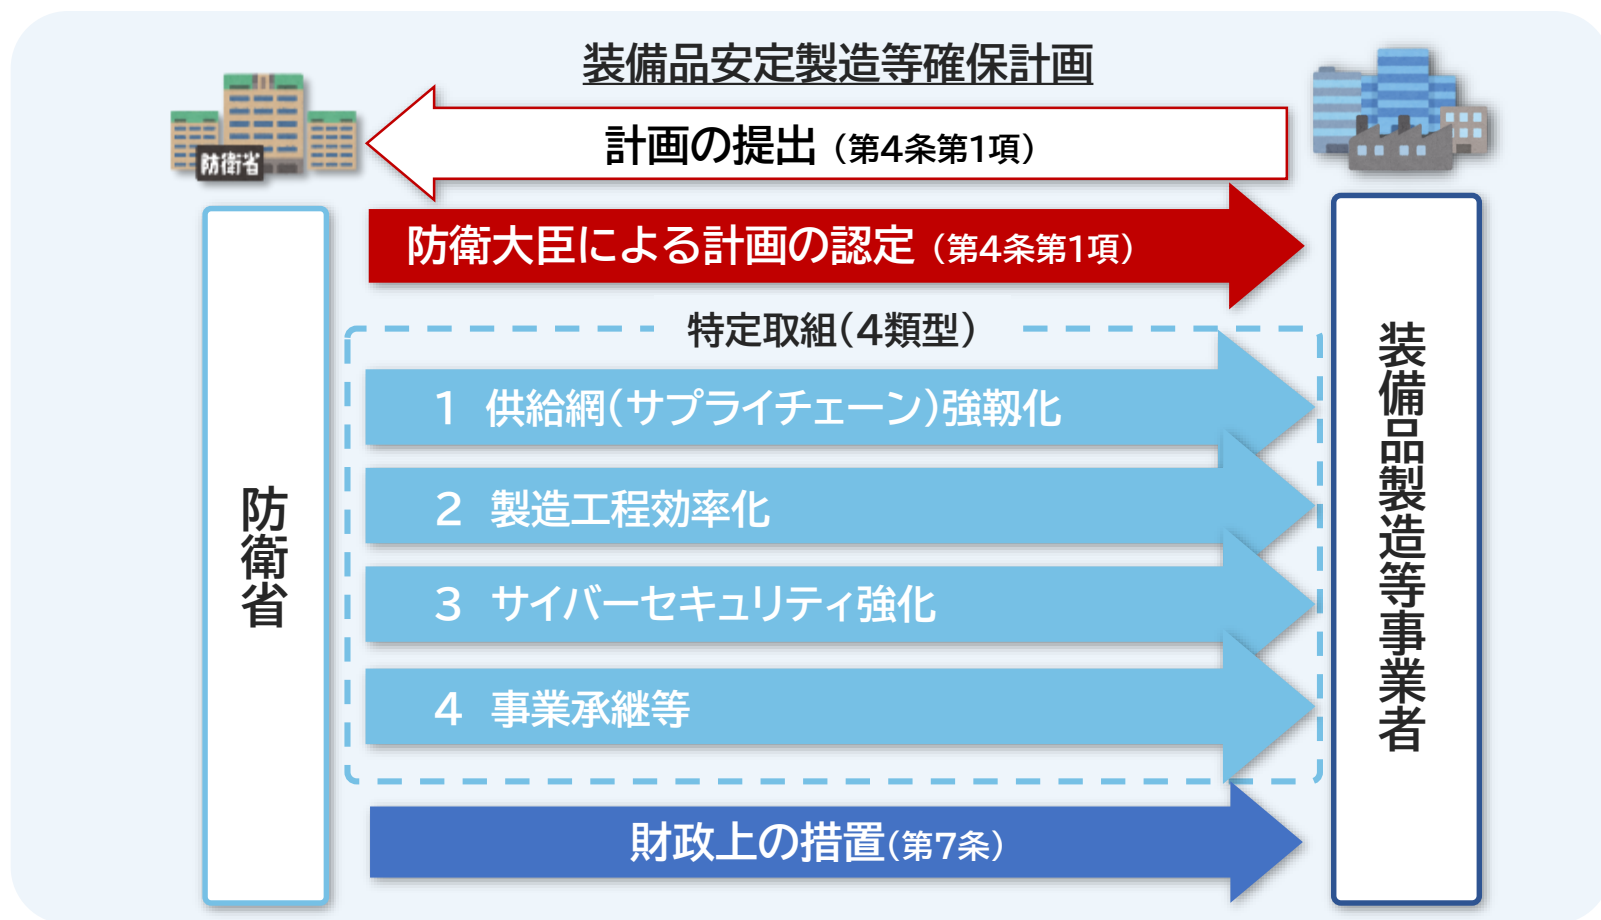 装備品安定製造等確保計画
防衛省
計画の提出（第4条第1項）
防衛大臣による計画の認定（第4条第1項）
特定取組(4類型)
1 供給網(サプライチェーン)強靱化
2 製造工程効率化
3 サイバーセキュリティ強化
4 事業承継等
財政上の措置(第7条)
防衛省
装備品製造等事業者